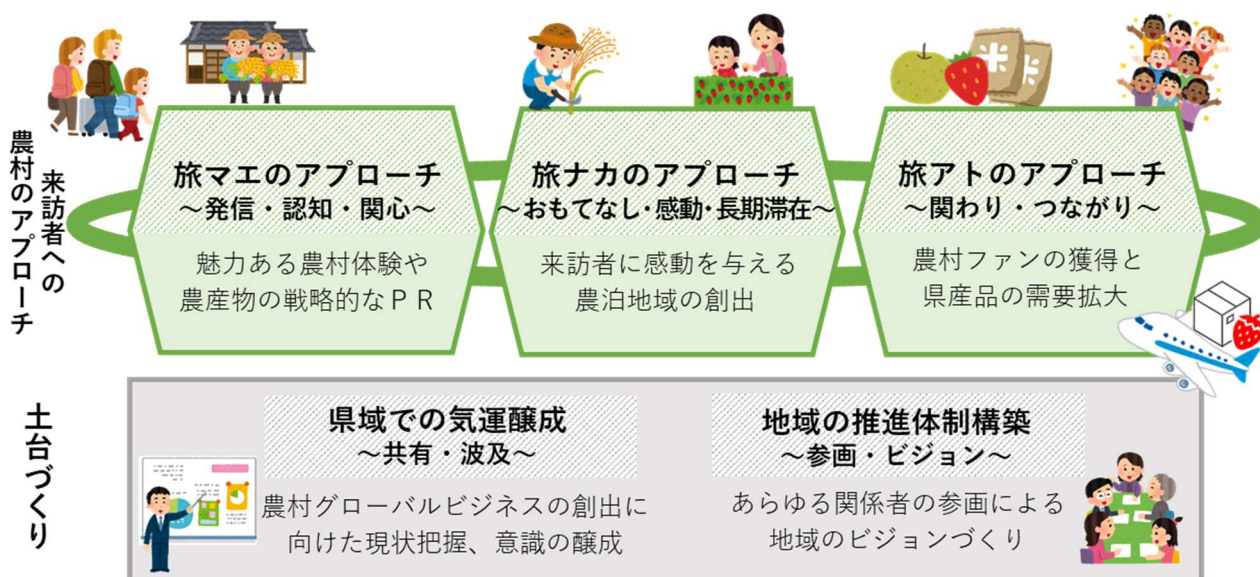 来訪者への
農村のアプローチ
旅マエのアプローチ
～発信・認知・関心～
魅力ある農村体験や
農産物の戦略的なＰＲ
旅ナカのアプローチ
～おもてなし・感動・長期滞在～
来訪者に感動を与える
農泊地域の創出
旅アトのアプローチ
～関わり・つながり～
農村ファンの獲得と
県産品の需要拡大
米
土台づくり
県域での気運醸成
～共有・波及～
農村グローバルビジネスの創出に
向けた現状把握、意識の醸成
地域の推進体制構築
～参画・ビジョン～
あらゆる関係者の参画による
地域のビジョンづくり